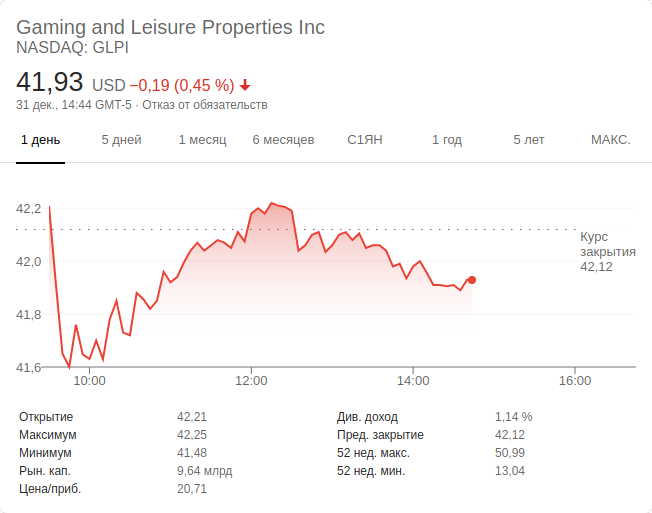 Gaming and Leisure Properties Inc
NASDAQ: GLPI
41,93 USD −0,19 (0,45 %)
31 дек., 14:44 GMT-5 · Отказ от обязательств
1 день 5 дней 1 месяц 6 месяцев С1ЯН 1 год 5 лет МАКС.
42,2
Курс
закрытия
42,12
42,0
41,8
41,6
10:00 12:00 14:00 16:00
Открытие 42,21 Див. доход 1,14 %
Максимум 42,25 Пред. закрытие 42,12
Минимум 41,48 52 нед. макс. 50,99
Рын. кап. 9,64 млрд 52 нед. мин. 13,04
Цена/приб. 20,71